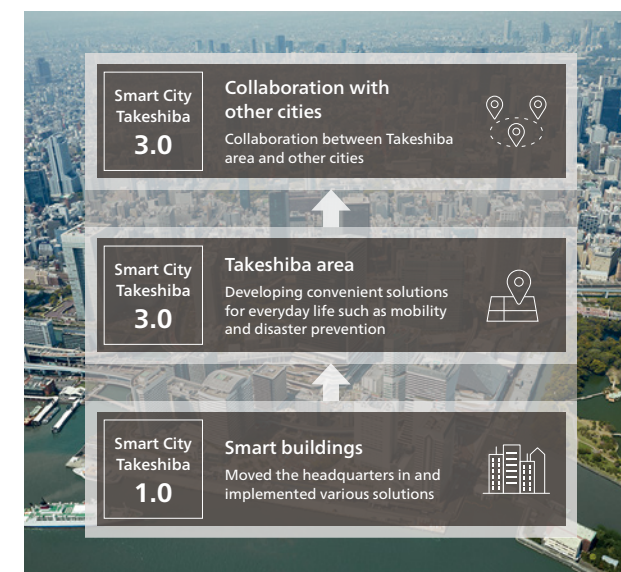 Smart City
Takeshiba
3.0
Collaboration with
other cities
Collaboration between Takeshiba
area and other cities
Smart City
Takeshiba
3.0
Takeshiba area
Developing convenient solutions
for everyday life such as mobility
and disaster prevention
Smart City
Takeshiba
1.0
Smart buildings
Moved the headquarters in and
implemented various solutions